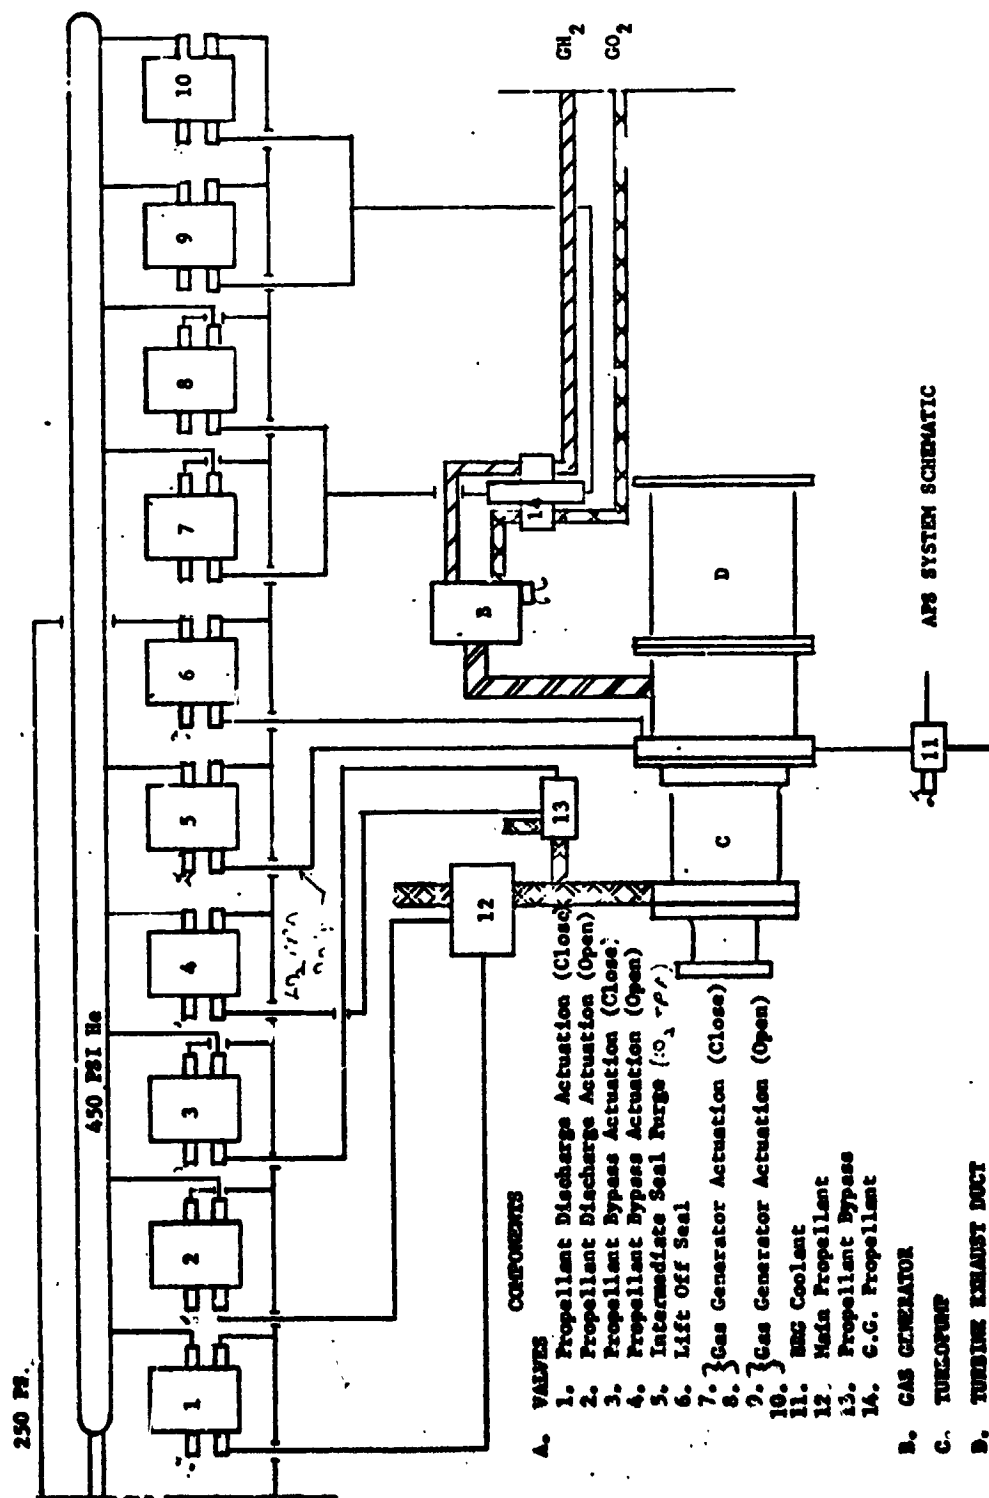 250 PS.
450 PSI He
1
2
3
4
5
6
7
8
9
10
GH2
GO2
12
13
14
B
C
D
11
APS SYSTEM SCHEMATIC
COMPONENTS
A. VALVES
1. Propellant Discharge Actuation (Close)
2. Propellant Discharge Actuation (Open)
3. Propellant Bypass Actuation (Close)
4. Propellant Bypass Actuation (Open)
5. Intermediate Seal Purge
6. Lift Off Seal
7. }Gas Generator Actuation (Close)
8.
9. }Gas Generator Actuation (Open)
10.
11. BRG Coolant
12. Main Propellant
13. Propellant Bypass
14. G.G. Propellant
B. GAS GENERATOR
C. TURBOPUMP
D. TURBINE EXHAUST DUCT